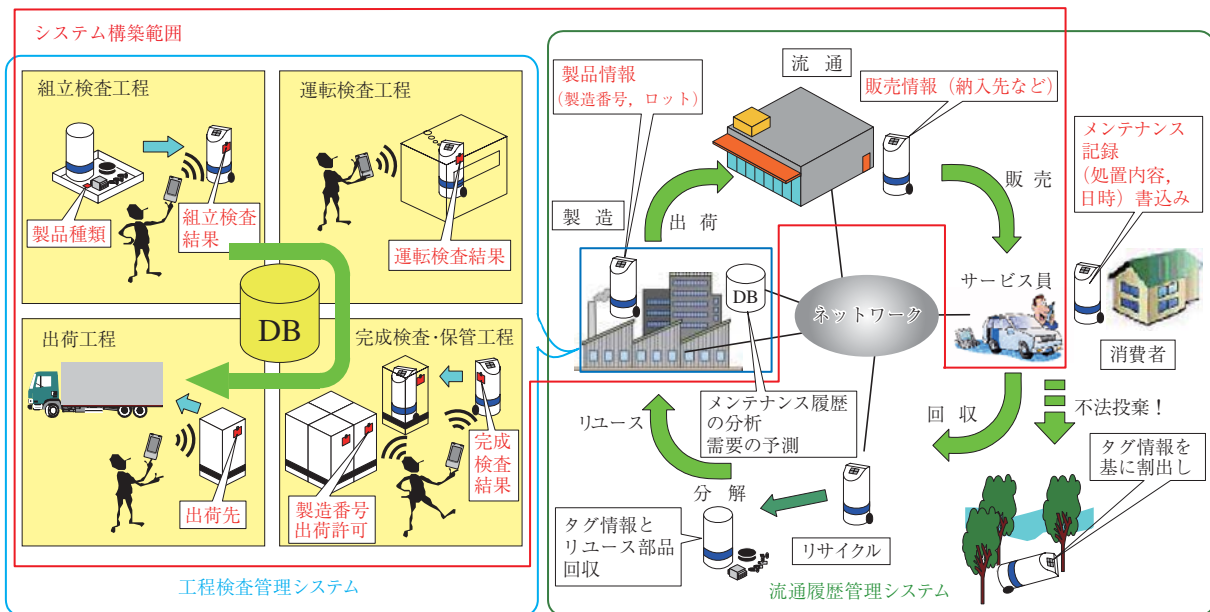 システム構築範囲
組立検査工程
製品種類
組立検査
結果
運転検査工程
運転検査結果
DB
出荷工程
出荷先
完成検査・保管工程
製造番号
出荷許可
完成
検査
結果
工程検査管理システム
製品情報
(製造番号,ロット)
流 通
販売情報(納入先など)
メンテナンス
記録
(処置内容,
日時)書込み
製 造
出 荷
販 売
DB
ネットワーク
サービス員
消費者
メンテナンス履歴
の分析
需要の予測
リユース
回 収
不法投棄!
タグ情報を
基に割出し
分 解
タグ情報と
リユース部品
回収
リサイクル
流通履歴管理システム